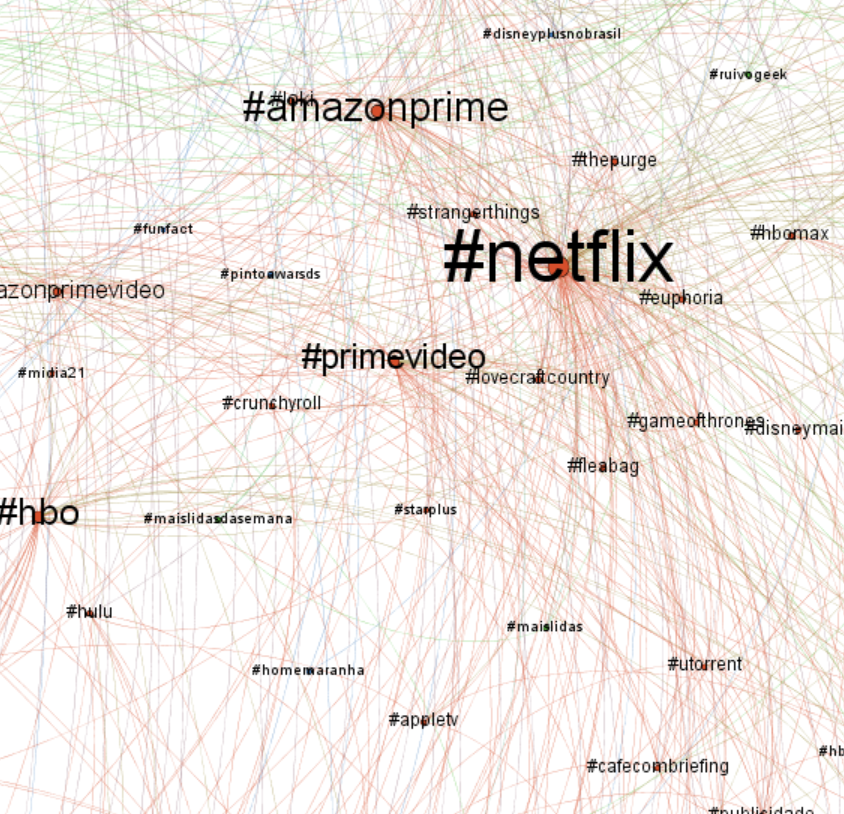 #disneyplusnobrasil
#ruivogeek
#loki
#amazonprime
#thepurge
#strangerthings
#funfact
#hbomax
#netflix
#pintoawarsds
azonprimevideo
#euphoria
#primevideo
#midia21
#lovecraftcountry
#crunchyroll
#gameofthrones
#disneymai
#fleabag
#hbo
#starplus
#maislidasdasemana
#hulu
#maislidas
#utorrent
#homemaranha
#appletv
#hb
#cafecombriefing
#publicidade